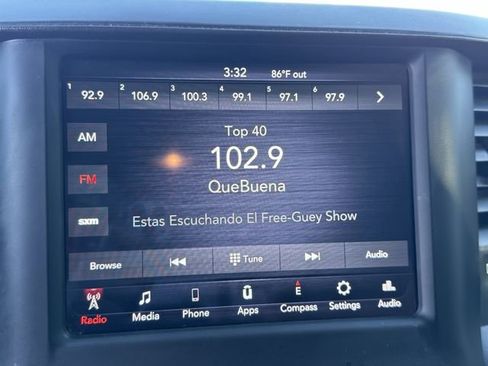 3:32 86°F out
1 92.9 2 106.9 3 100.3 4 99.1 5 97.1 6 97.9
AM
Top 40
102.9
FM
QueBuena
sxm
Estas Escuchando El Free-Guey Show
Browse Tune Audio
E
Radio Media Phone Apps Compass Settings Audio